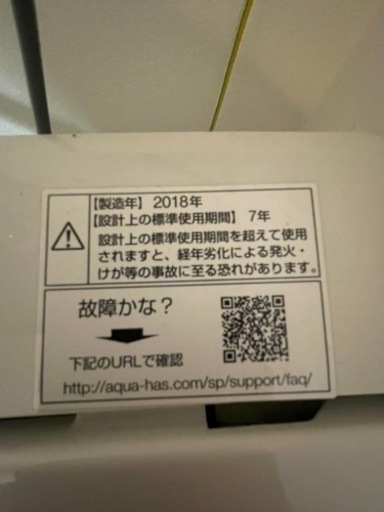 【製造年】2018年
【設計上の標準使用期間】7年
設計上の標準使用期間を超えて使用
されますと、経年劣化による発火・
けが等の事故に至る恐れがあります。
故障かな？
下記のURLで確認
http://aqua-has.com/sp/support/faq/